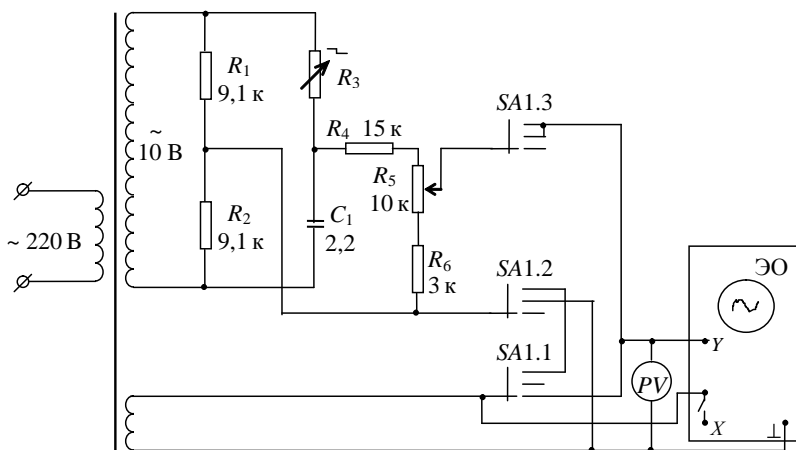 R1
9,1 к
R3
~
10 В
R4 15 к
SA1.3
R5
10 к
R2
9,1 к
C1
2,2
~ 220 В
R6
3 к
SA1.2
ЭО
SA1.1
Y
PV
X
⊥